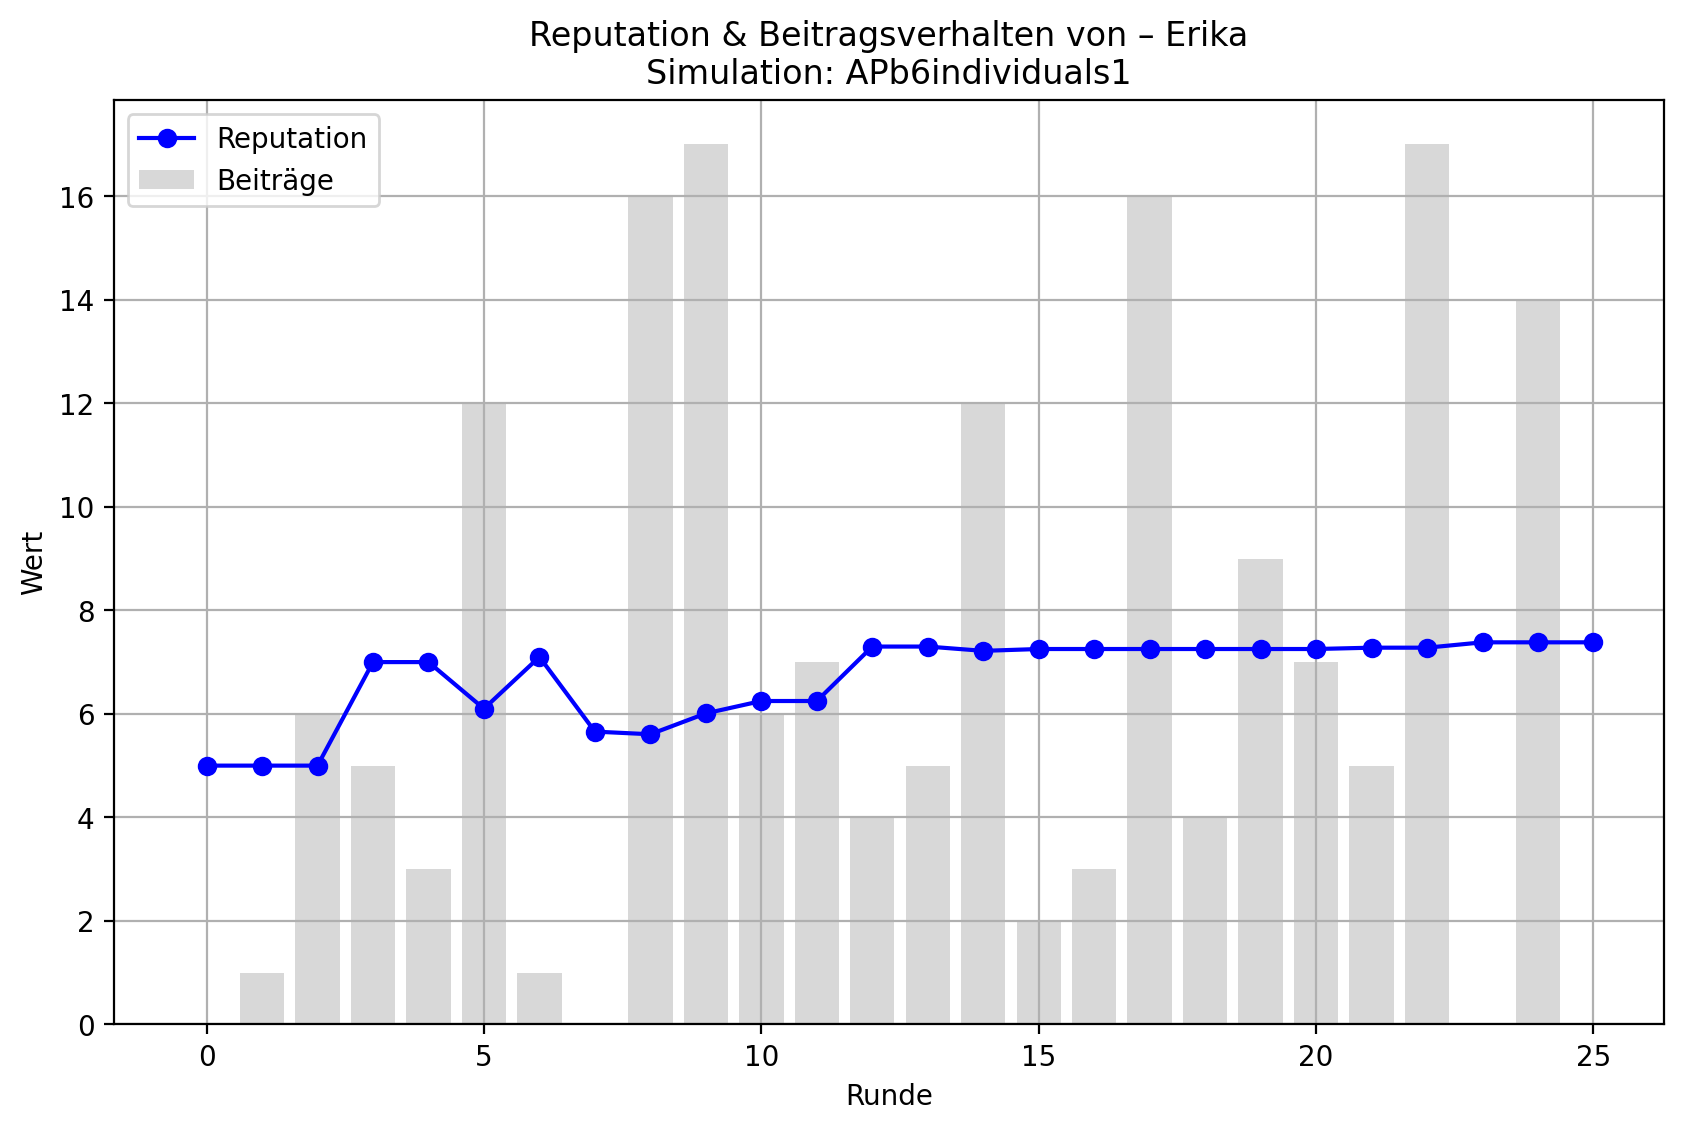 Reputation & Beitragsverhalten von – Erika
Simulation: APb6individuals1
Reputation
Beiträge
16
14
12
10
8
6
4
2
0
Wert
0 5 10 15 20 25
Runde